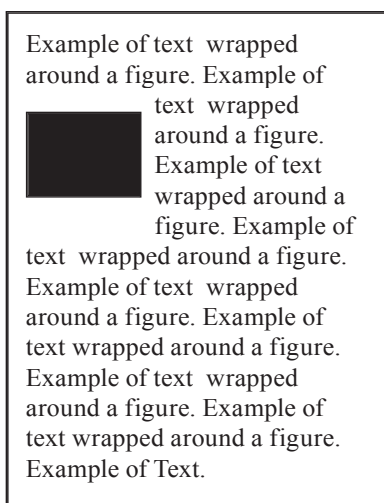 Example of text  wrapped
around a figure. Example of
text  wrapped
around a figure.
Example of text
wrapped around a
figure. Example of
text  wrapped around a figure.
Example of text  wrapped
around a figure. Example of
text wrapped around a figure.
Example of text  wrapped
around a figure. Example of
text wrapped around a figure.
Example of Text.